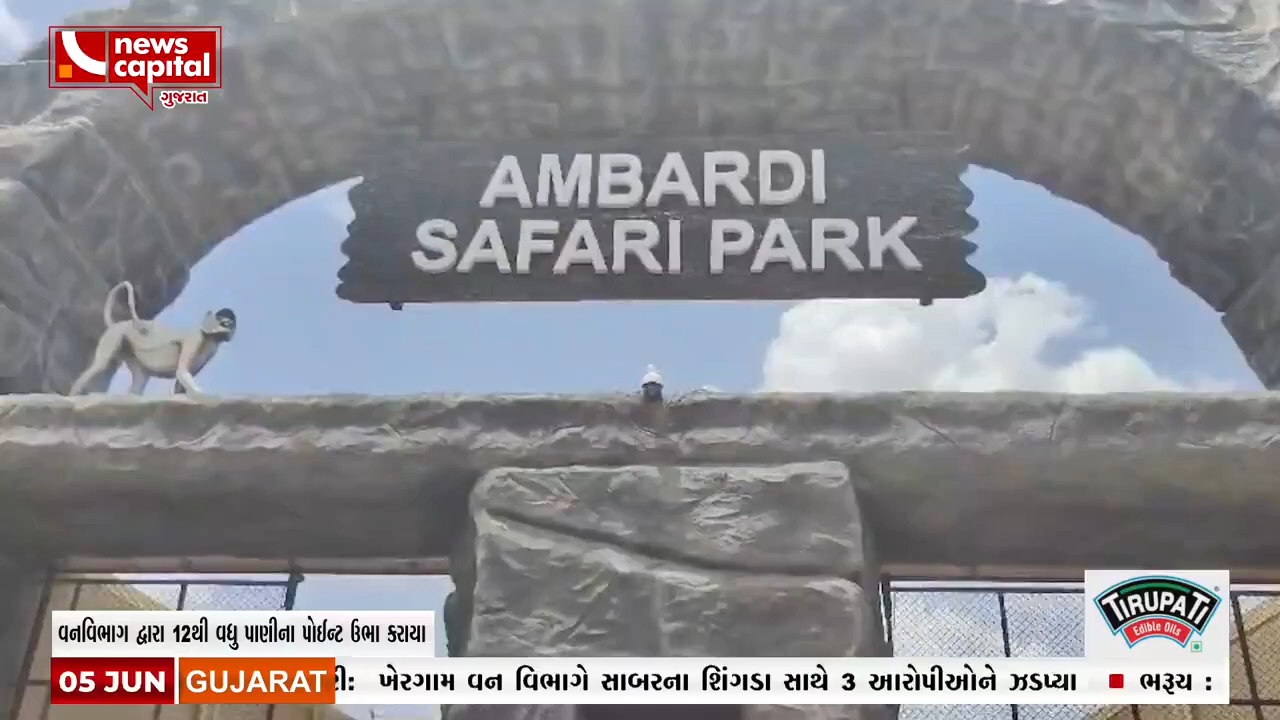 news
capital
ગુજરાત
AMBARDI
SAFARI PARK
વનવિભાગ દ્વારા 12થી વધુ પાણીના પોઈન્ટ ઉભા કરાયા
TIRUPATI
Edible Oils
05 JUN GUJARAT રી: ખેરગામ વન વિભાગે સાબરના શિંગડા સાથે 3 આરોપીઓને ઝડપ્યા ભરૂચ :